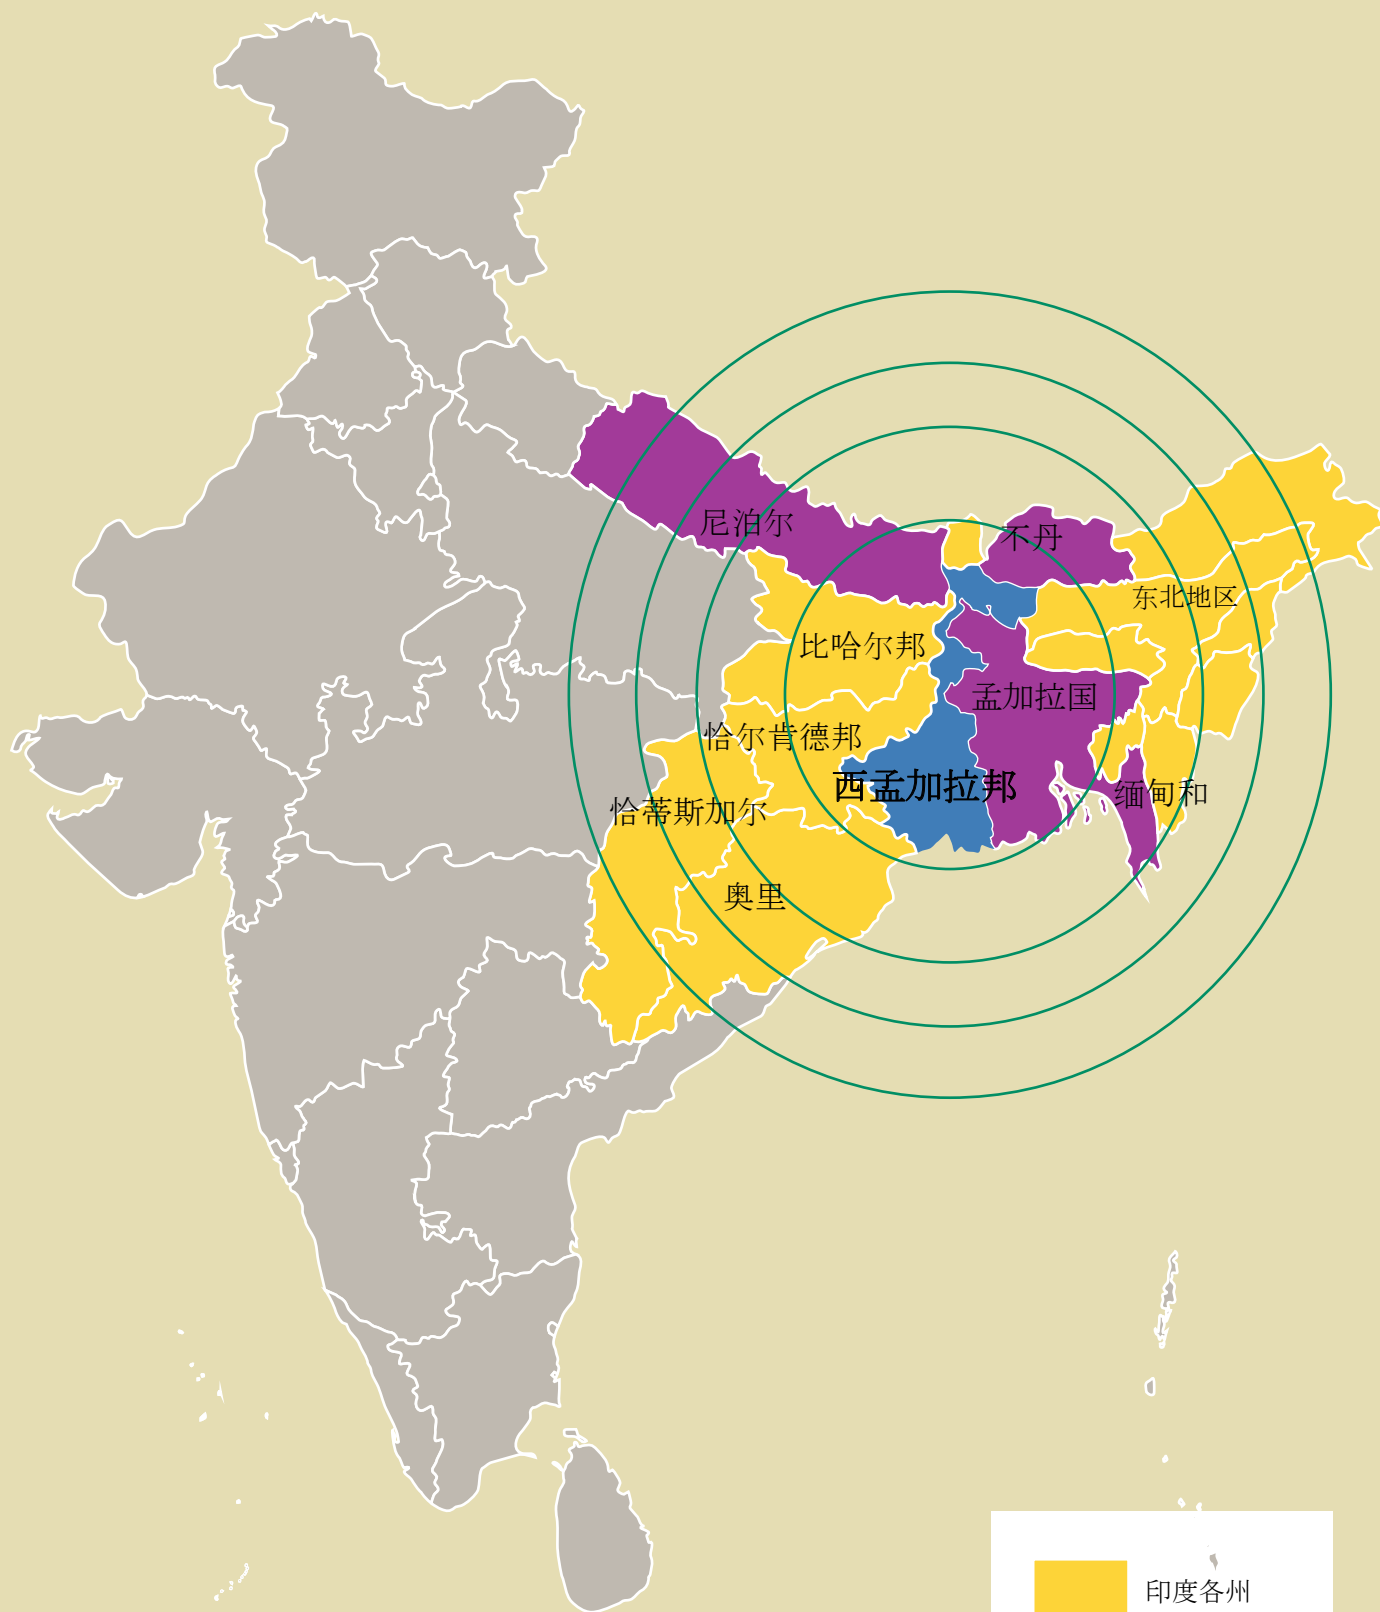 尼泊尔
不丹
东北地区
比哈尔邦
孟加拉国
恰尔肯德邦
西孟加拉邦
缅甸和
恰蒂斯加尔
奥里
印度各州